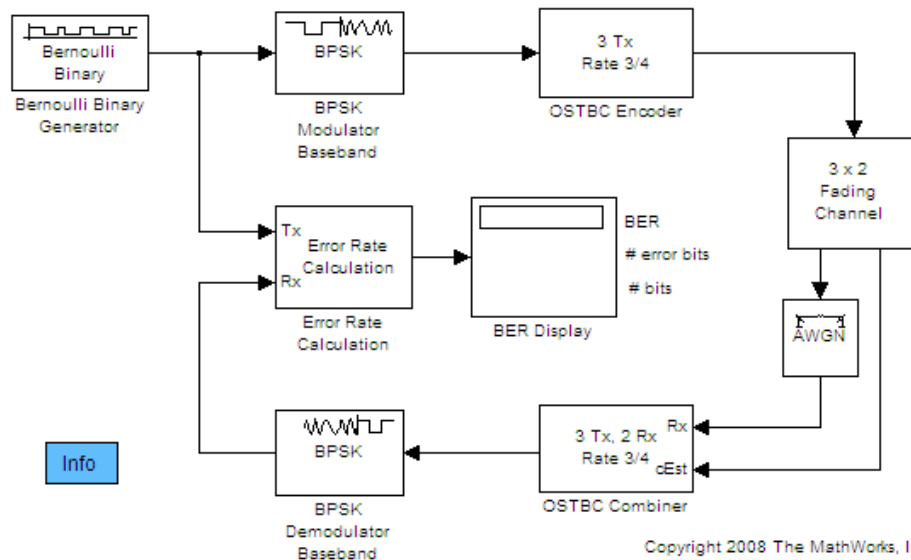 Bernoulli
Binary
Bernoulli Binary
Generator
BPSK
BPSK
Modulator
Baseband
3 Tx
Rate 3/4
OSTBC Encoder
3 x 2
Fading
Channel
Tx
Rx
Error Rate
Calculation
Error Rate
Calculation
BER
# error bits
# bits
BER Display
AWGN
Info
BPSK
BPSK
Demodulator
Baseband
3 Tx, 2 Rx
Rate 3/4
Rx
cEst
OSTBC Combiner
Copyright 2008 The MathWorks, I